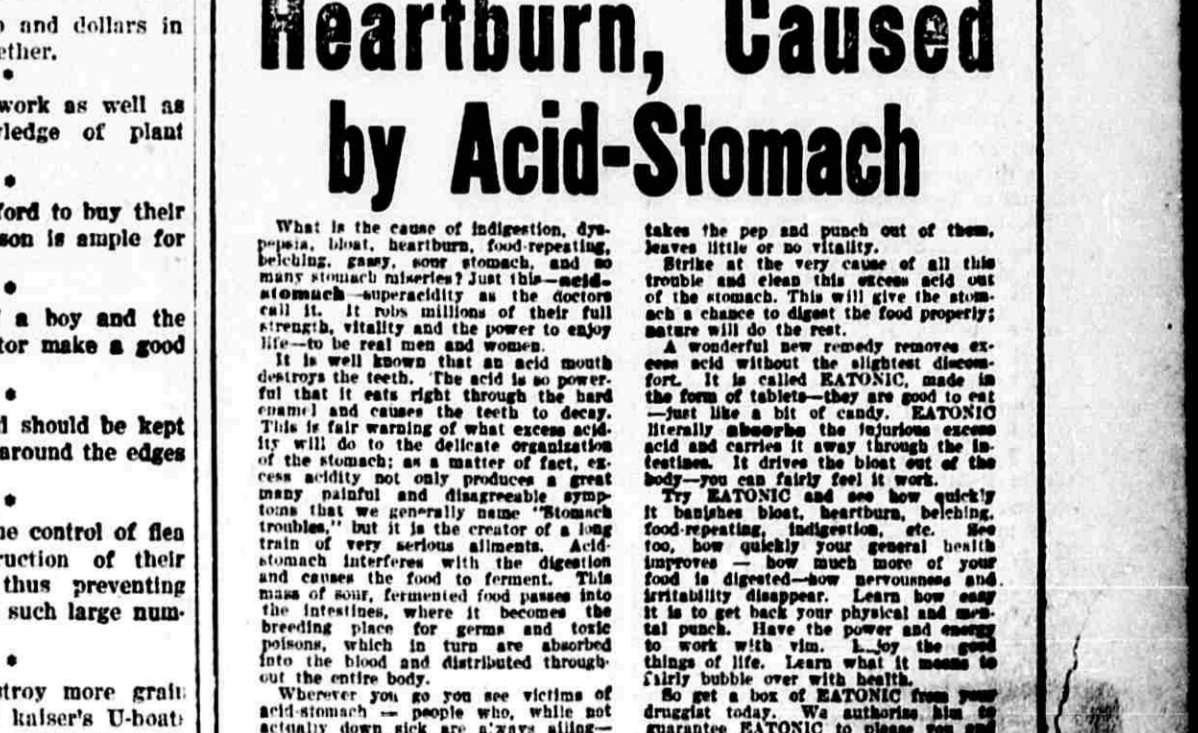 and dollars in
ether.
work as well as
ledge of plant
ford to buy their
son is ample for
a boy and the
tor make a good
should be kept
around the edges
he control of flea
ruction of their
thus preventing
such large num-
troy more grain
kaiser's U-boats
Heartburn, Caused
by Acid-Stomach
What is the cause of indigestion, dys-
pepsia, bloat, heartburn, food-repeating,
belching, gassy, sour stomach, and so
many stomach miseries? Just this—acid-
stomach—superacidity as the doctors
call it. It robs millions of their full
strength, vitality and the power to enjoy
life—to be real men and women.
It is well known that an acid mouth
destroys the teeth. The acid is so power-
ful that it eats right through the hard
enamel and causes the teeth to decay.
This is fair warning of what excess acid-
ity will do to the delicate organization
of the stomach; as a matter of fact, ex-
cess acidity not only produces a great
many painful and disagreeable symp-
toms that we generally name "Stomach
troubles," but it is the creator of a long
train of very serious ailments. Acid-
stomach interferes with the digestion
and causes the food to ferment. This
mass of sour, fermented food passes into
the intestines, where it becomes the
breeding place for germs and toxic
poisons, which in turn are absorbed
into the blood and distributed through-
out the entire body.
Wherever you go you see victims of
acid-stomach — people who, while not
actually down sick are always ailing—
takes the pep and punch out of them,
leaves little or no vitality.
Strike at the very cause of all this
trouble and clean this excess acid out
of the stomach. This will give the stom-
ach a chance to digest the food properly;
nature will do the rest.
A wonderful new remedy removes ex-
cess acid without the slightest discom-
fort. It is called EATONIC, made in
the form of tablets—they are good to eat
—just like a bit of candy. EATONIC
literally absorbs the injurious excess
acid and carries it away through the in-
testines. It drives the bloat out of the
body—you can fairly feel it work.
Try EATONIC and see how quickly
it banishes bloat, heartburn, belching,
food-repeating, indigestion, etc. See
too, how quickly your general health
improves — how much more of your
food is digested—how nervousness and
irritability disappear. Learn how easy
it is to get back your physical and men-
tal punch. Have the power and energy
to work with vim. Enjoy the good
things of life. Learn what it means to
fairly bubble over with health.
So get a box of EATONIC from your
druggist today. We authorize him to
guarantee EATONIC to please you and